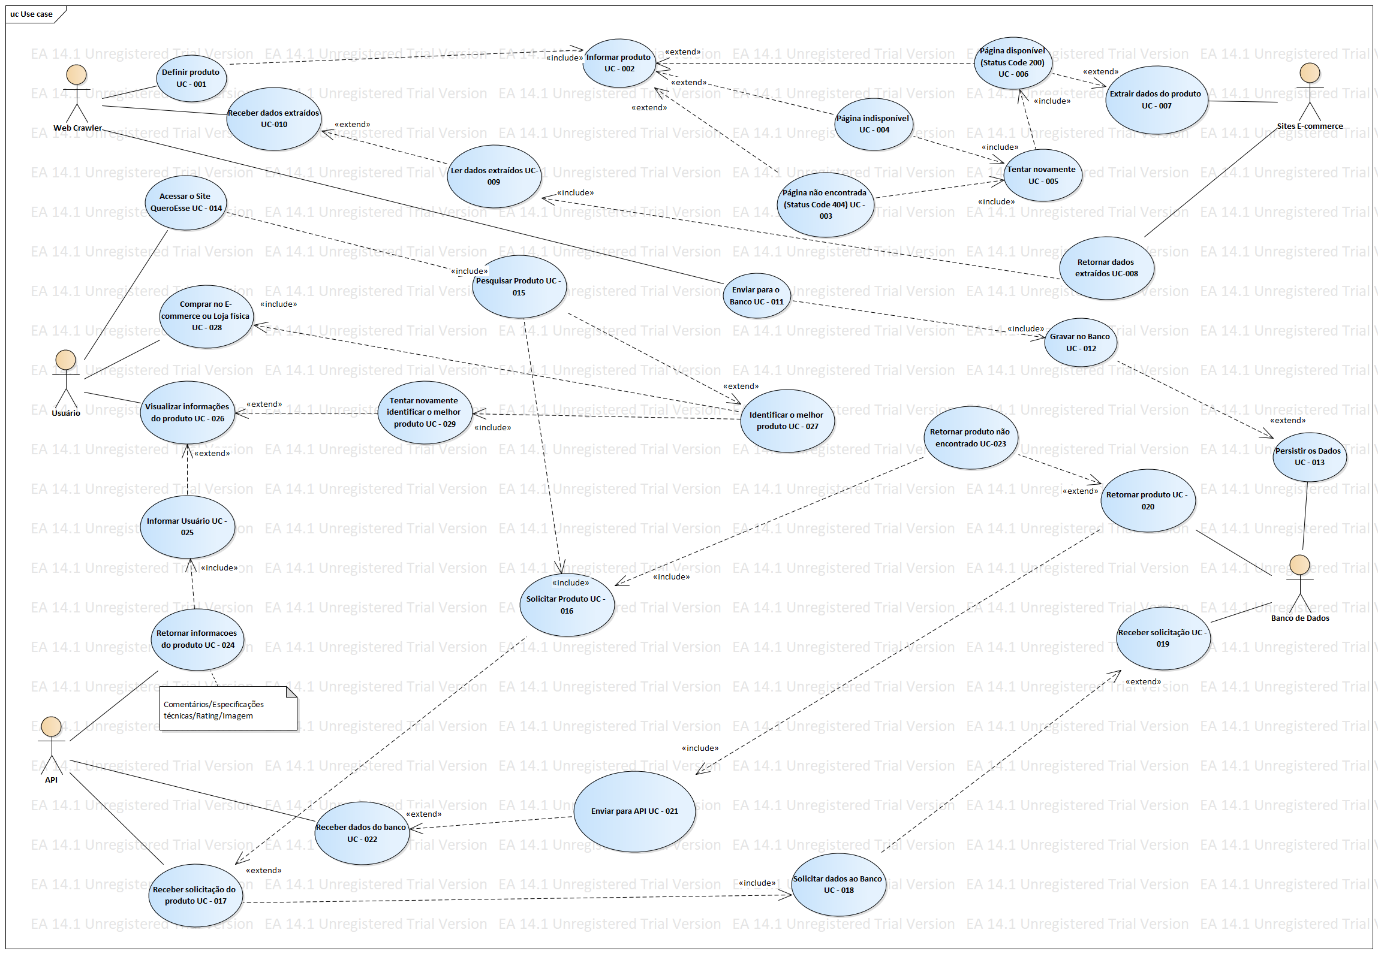 uc Use case
EA 14.1 Unregistered Trial Version
Web Crawler
Definir produto
UC - 001
Receber dados extraídos
UC-010
«include»
Informar produto
UC - 002
«extend»
«extend»
«extend»
Página disponível
(Status Code 200)
UC - 006
«extend»
«include»
Extrair dados do produto
UC - 007
Sites E-commerce
Página indisponível
UC - 004
«include»
Tentar novamente
UC - 005
«include»
Página não encontrada
(Status Code 404) UC -
003
«extend»
Ler dados extraídos UC-
009
«include»
Retornar dados
extraídos UC-008
Acessar o Site
QueroEsse UC - 014
«include»
Pesquisar Produto UC -
015
Enviar para o
Banco UC - 011
«include»
Gravar no Banco
UC - 012
Comprar no E-
commerce ou Loja física
UC - 028
«include»
Usuário
Visualizar informações
do produto UC - 026
«extend»
Tentar novamente
identificar o melhor
produto UC - 029
«include»
«extend»
Identificar o melhor
produto UC - 027
Retornar produto não
encontrado UC-023
«extend»
Persistir os Dados
UC - 013
«extend»
Retornar produto UC -
020
«extend»
Informar Usuário UC -
025
«include»
«include»
Solicitar Produto UC -
016
«include»
Banco de Dados
Receber solicitação UC -
019
«extend»
Retornar informacoes
do produto UC - 024
Comentários/Especificações
técnicas/Rating/Imagem
API
«include»
Enviar para API UC - 021
«extend»
Receber dados do banco
UC - 022
«extend»
Receber solicitação do
produto UC - 017
«include»
Solicitar dados ao Banco
UC - 018